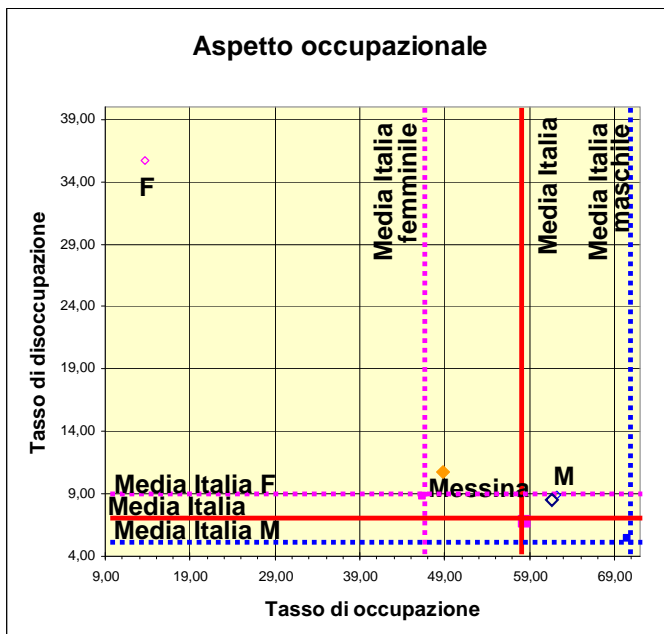 Aspetto occupazionale
Tasso di disoccupazione
39,00
34,00
29,00
24,00
19,00
14,00
9,00
4,00
F
Media Italia
femminile
Media Italia
Media Italia
maschile
Media Italia F
Messina
M
Media Italia
Media Italia M
9,00 19,00 29,00 39,00 49,00 59,00 69,00
Tasso di occupazione